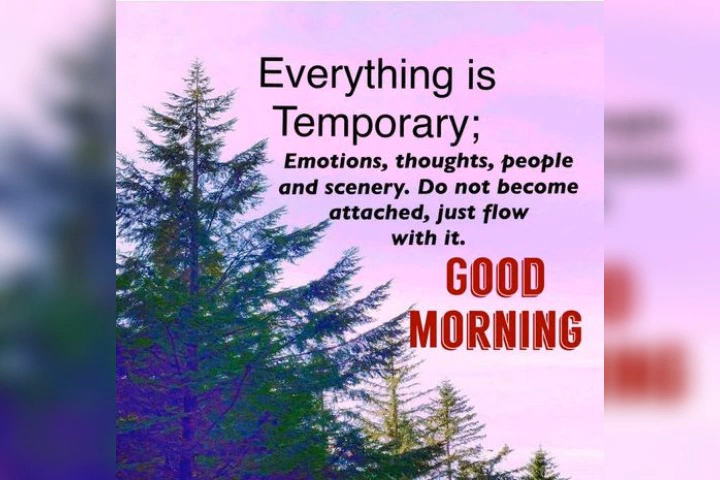 Everything is
Temporary;
Emotions, thoughts, people
and scenery. Do not become
attached, just flow
with it.
GOOD
MORNING